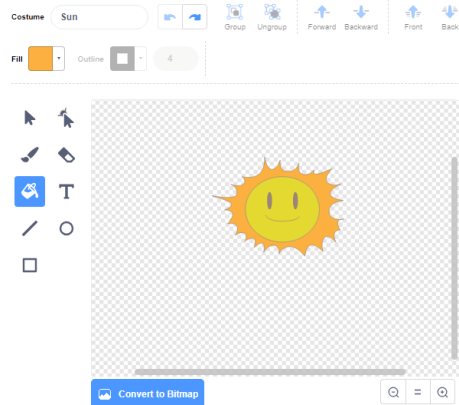 Costume Sun
Group Ungroup Forward Backward Front Back
Fill Outline 4
T
Convert to Bitmap